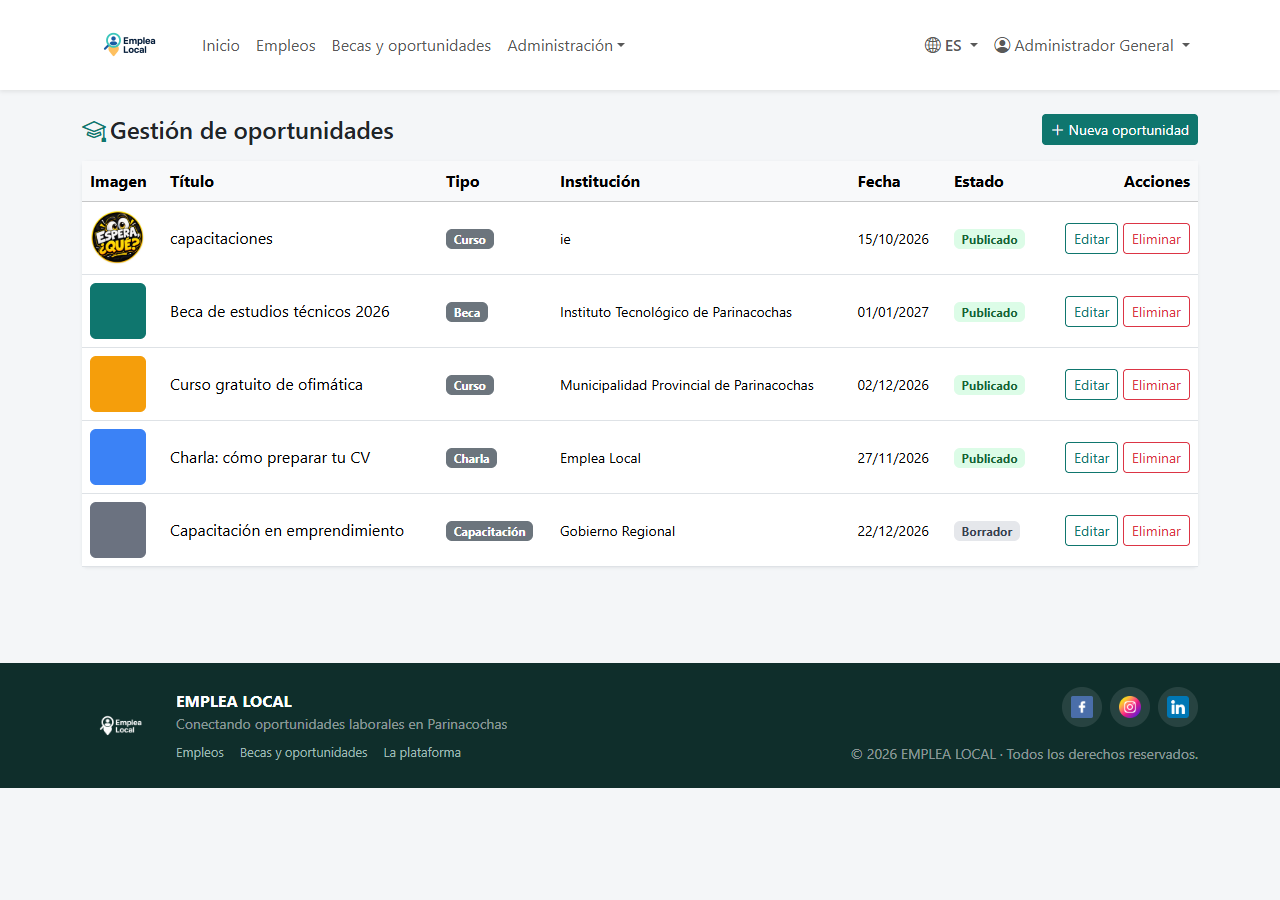 Emplea Local
Inicio Empleos Becas y oportunidades Administración ES Administrador General
Gestión de oportunidades + Nueva oportunidad
Imagen Título Tipo Institución Fecha Estado Acciones
ESPERA, ¿QUÉ? capacitaciones Curso ie 15/10/2026 Publicado Editar Eliminar
Beca de estudios técnicos 2026 Beca Instituto Tecnológico de Parinacochas 01/01/2027 Publicado Editar Eliminar
Curso gratuito de ofimática Curso Municipalidad Provincial de Parinacochas 02/12/2026 Publicado Editar Eliminar
Charla: cómo preparar tu CV Charla Emplea Local 27/11/2026 Publicado Editar Eliminar
Capacitación en emprendimiento Capacitación Gobierno Regional 22/12/2026 Borrador Editar Eliminar
Emplea Local
EMPLEA LOCAL
Conectando oportunidades laborales en Parinacochas
Empleos Becas y oportunidades La plataforma
© 2026 EMPLEA LOCAL · Todos los derechos reservados.